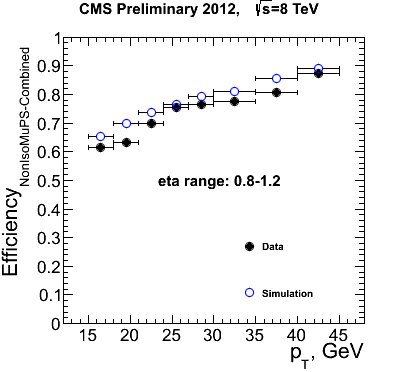 CMS Preliminary 2012, √s=8 TeV
Efficiency NonIsoMuPS-Combined
1
0.9
0.8
0.7
0.6
0.5
0.4
0.3
0.2
0.1
0
eta range: 0.8-1.2
Data
Simulation
15 20 25 30 35 40 45
pT, GeV